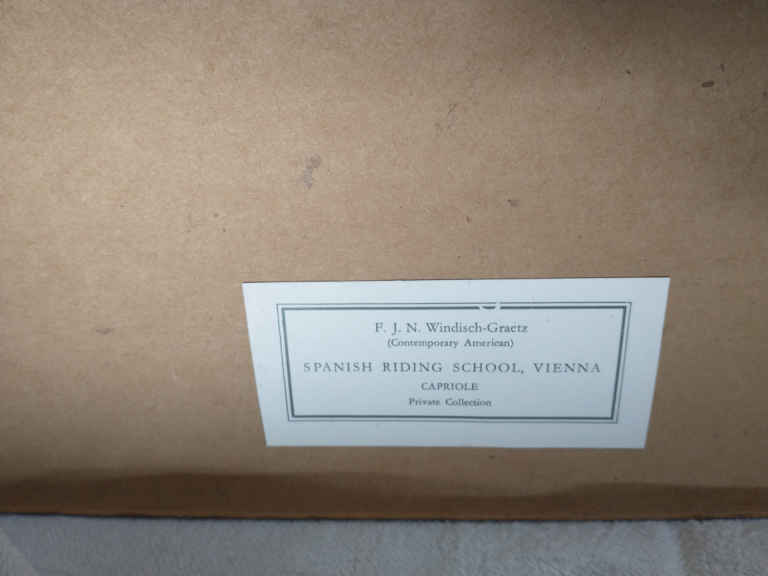 F. J. N. Windisch-Graetz
(Contemporary American)
SPANISH RIDING SCHOOL, VIENNA
CAPRIOLE
Private Collection